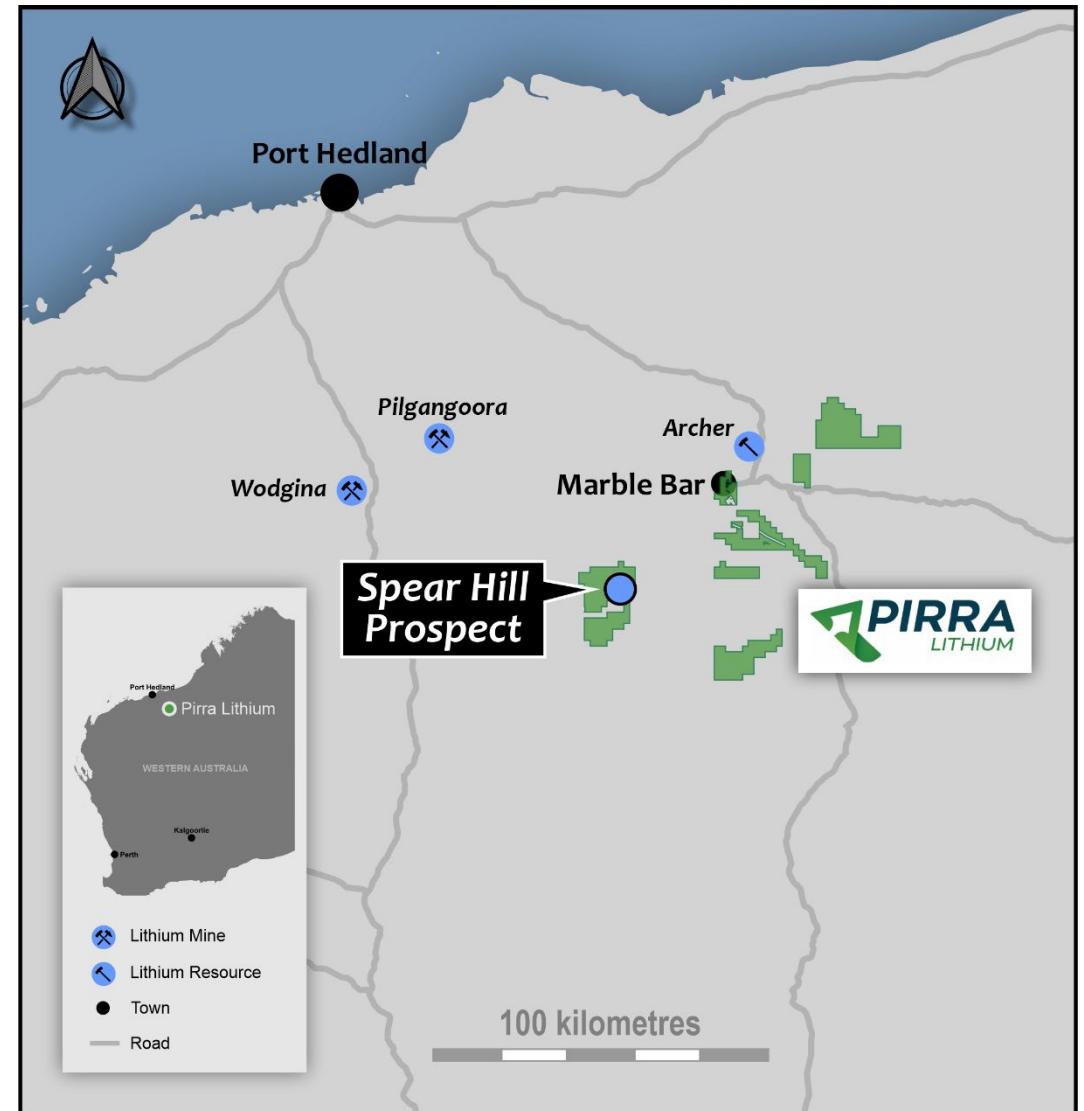 Port Hedland
Pilgangoora
Archer
Wodgina
Marble Bar
Spear Hill
Prospect
PIRRA
LITHIUM
Port Hedland
Pirra Lithium
WESTERN AUSTRALIA
Kalgoorlie
Perth
Lithium Mine
Lithium Resource
Town
Road
100 kilometres